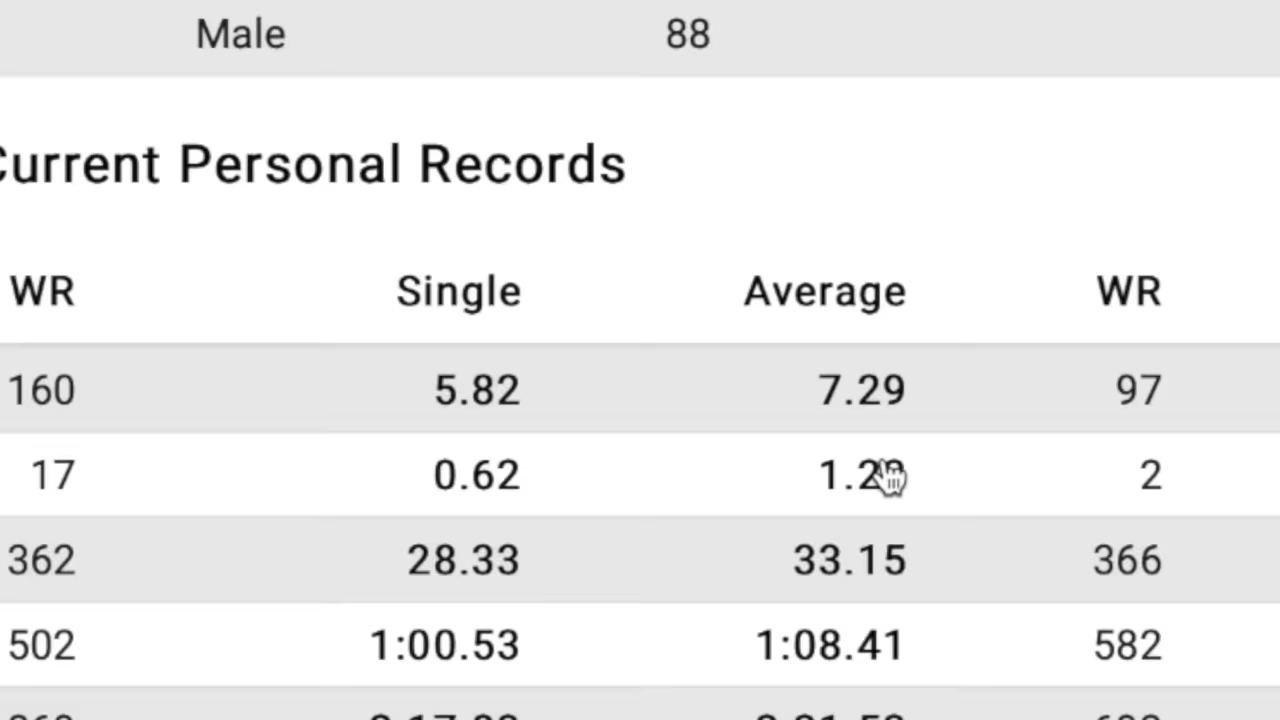 Male 88
Current Personal Records
WR Single Average WR
160 5.82 7.29 97
17 0.62 2
362 28.33 33.15 366
502 1:00.53 1:08.41 582